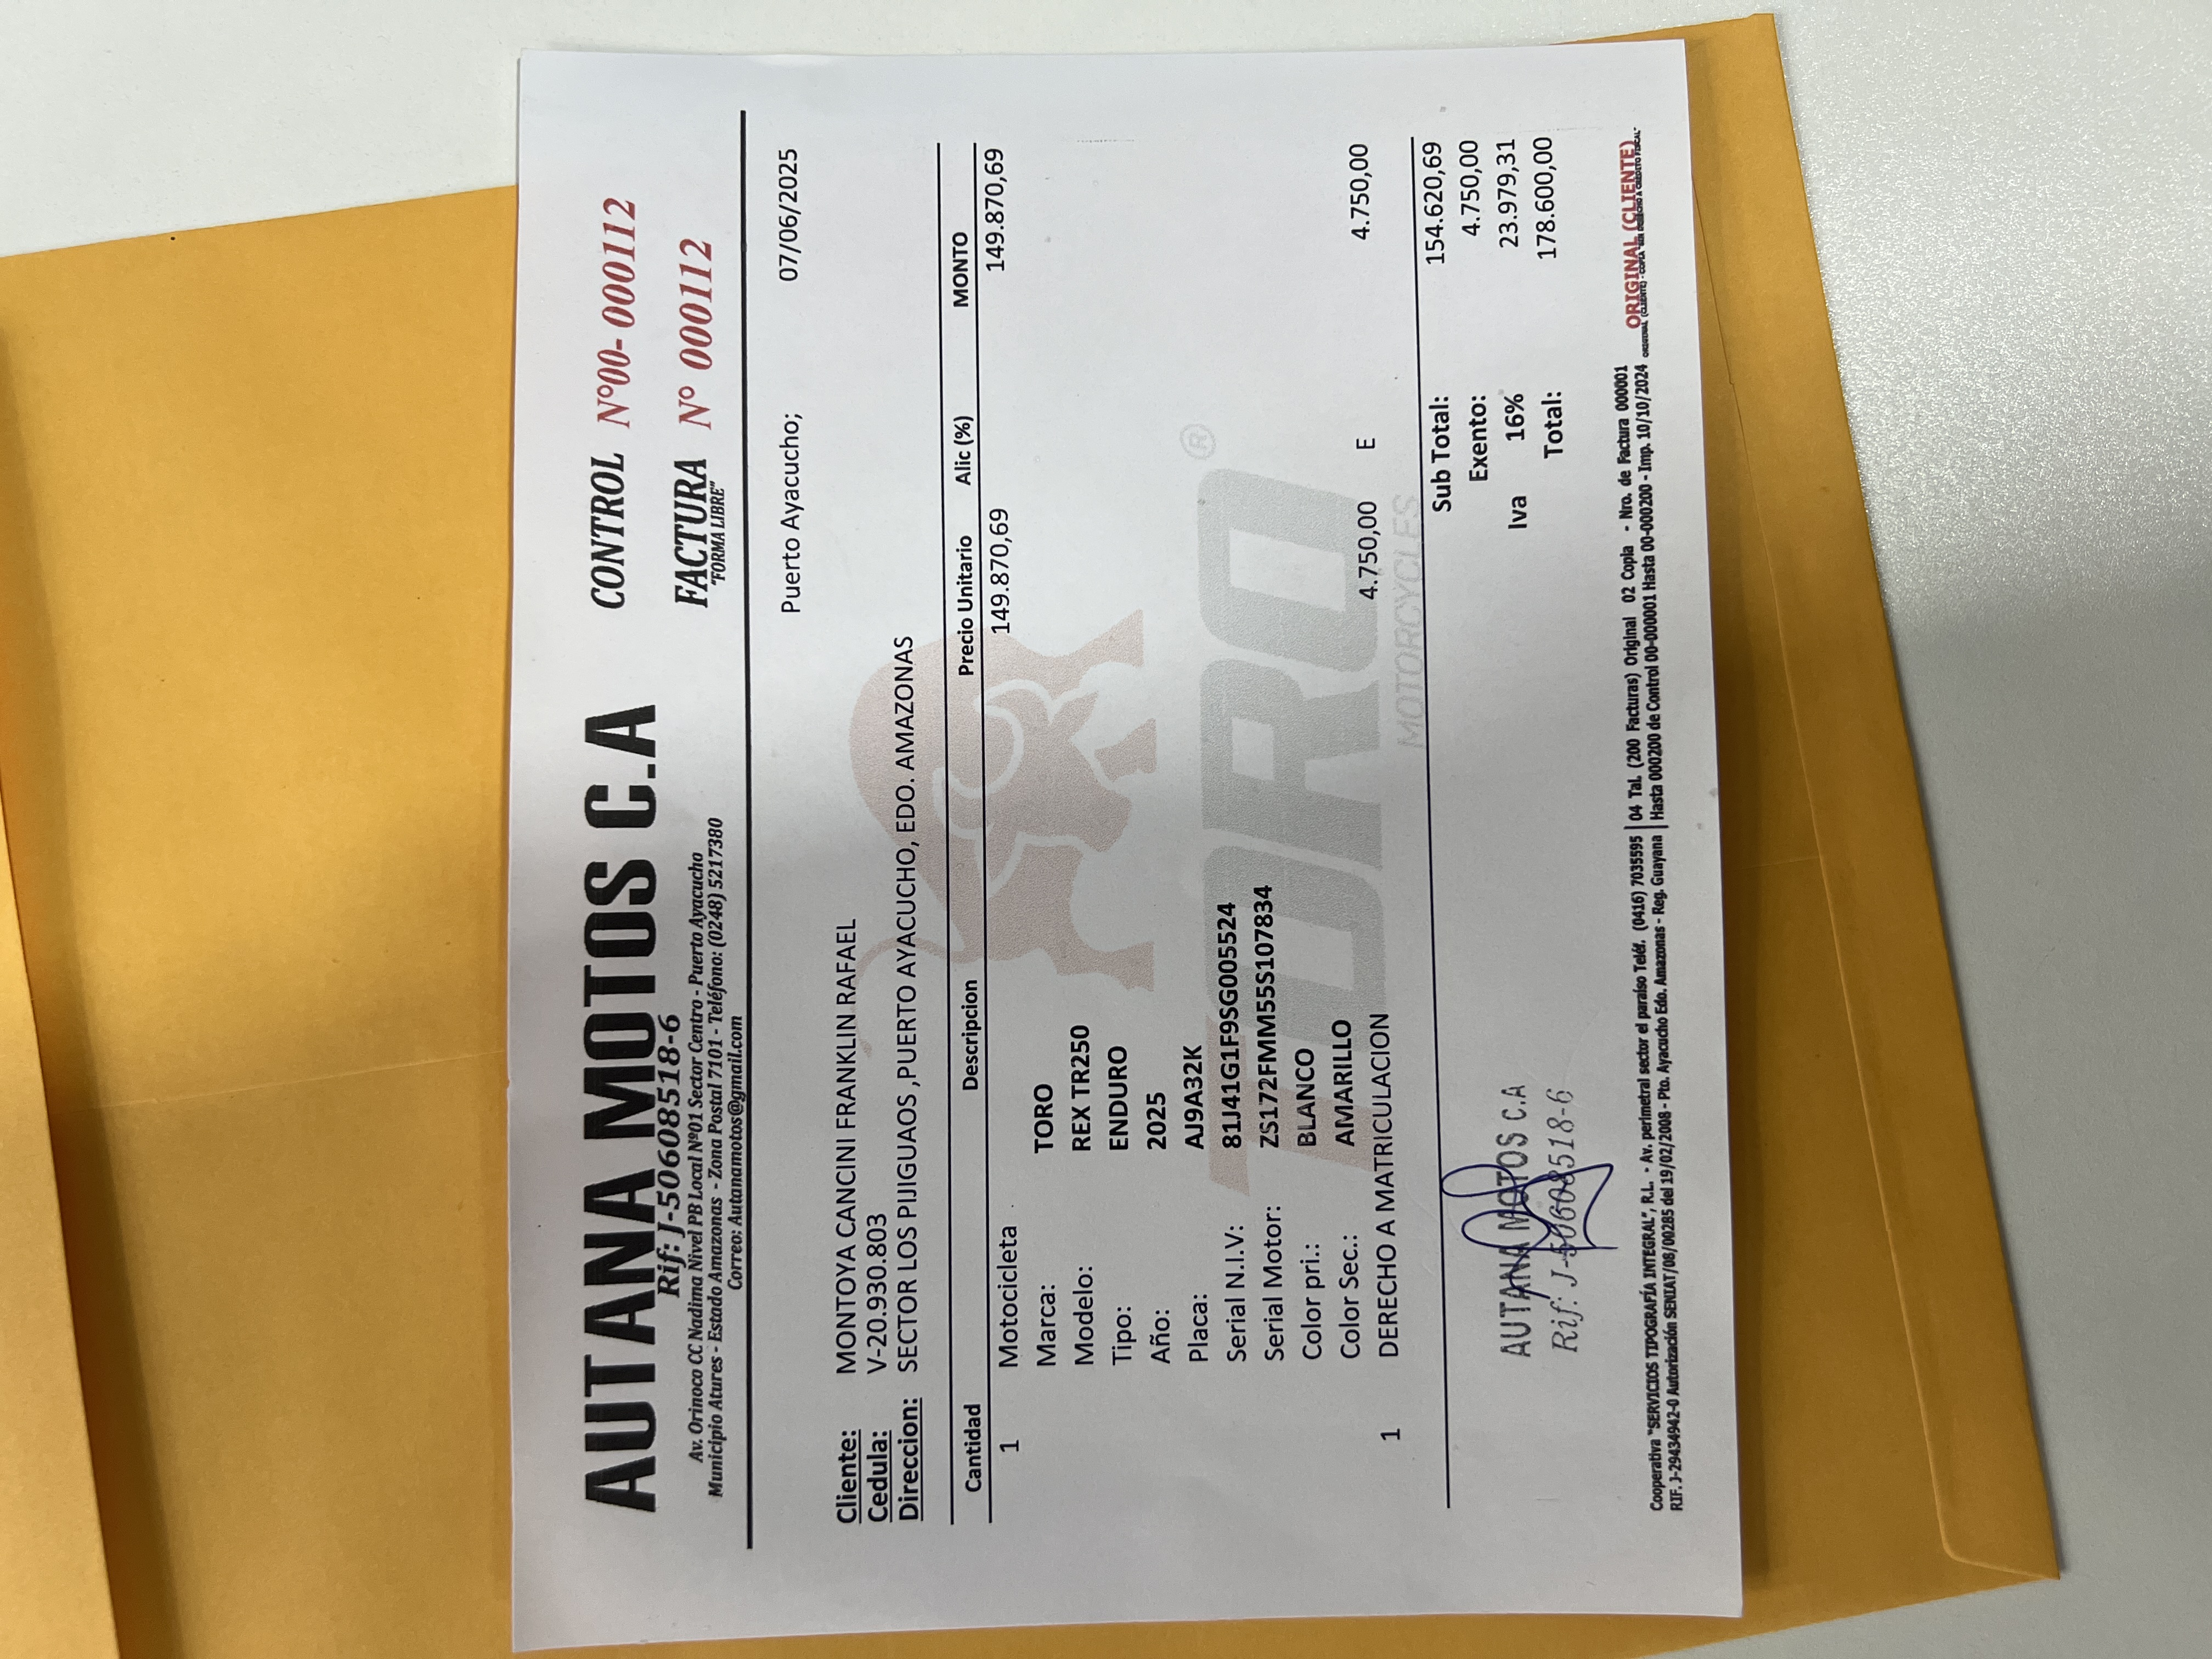 AUTANA MOTOS C.A
Rif: J-50608518-6
Av. Orinoco CC Nadima Nivel PB Local Nº01 Sector Centro - Puerto Ayacucho
Municipio Atures - Estado Amazonas - Zona Postal 7101 - Teléfono: (0248) 5217380
Correo: Autanamotos@gmail.com
CONTROL Nº00- 000112
FACTURA Nº 000112
"FORMA LIBRE"
Puerto Ayacucho; 07/06/2025
Cliente: MONTOYA CANCINI FRANKLIN RAFAEL
Cedula: V-20.930.803
Direccion: SECTOR LOS PIJIGUAOS ,PUERTO AYACUCHO, EDO. AMAZONAS
Cantidad Descripcion Precio Unitario Alic (%) MONTO
1 Motocicleta 149.870,69 149.870,69
Marca: TORO
Modelo: REX TR250
Tipo: ENDURO
Año: 2025
Placa: AJ9A32K
Serial N.I.V: 81J41G1F9SG005524
Serial Motor: ZS172FMM55S107834
Color pri.: BLANCO
Color Sec.: AMARILLO
1 DERECHO A MATRICULACION 4.750,00 E 4.750,00
TORO ®
MOTORCYCLES
Sub Total: 154.620,69
Exento: 4.750,00
Iva 16% 23.979,31
Total: 178.600,00
AUTANA MOTOS C.A
Rif: J-50608518-6
Cooperativa "SERVICIOS TIPOGRAFÍA INTEGRAL", R.L. - Av. perimetral sector el paraíso Teléf. (0416) 7035595
RIF. J-29434942-0 Autorización SENIAT/08/00285 del 19/02/2008 - Pto. Ayacucho Edo. Amazonas - Reg. Guayana
04 Tal. (200 Facturas) Original 02 Copia - Nro. de Factura 000001
Hasta 000200 de Control 00-000001 Hasta 00-000200 - Imp. 10/10/2024
ORIGINAL (CLIENTE)